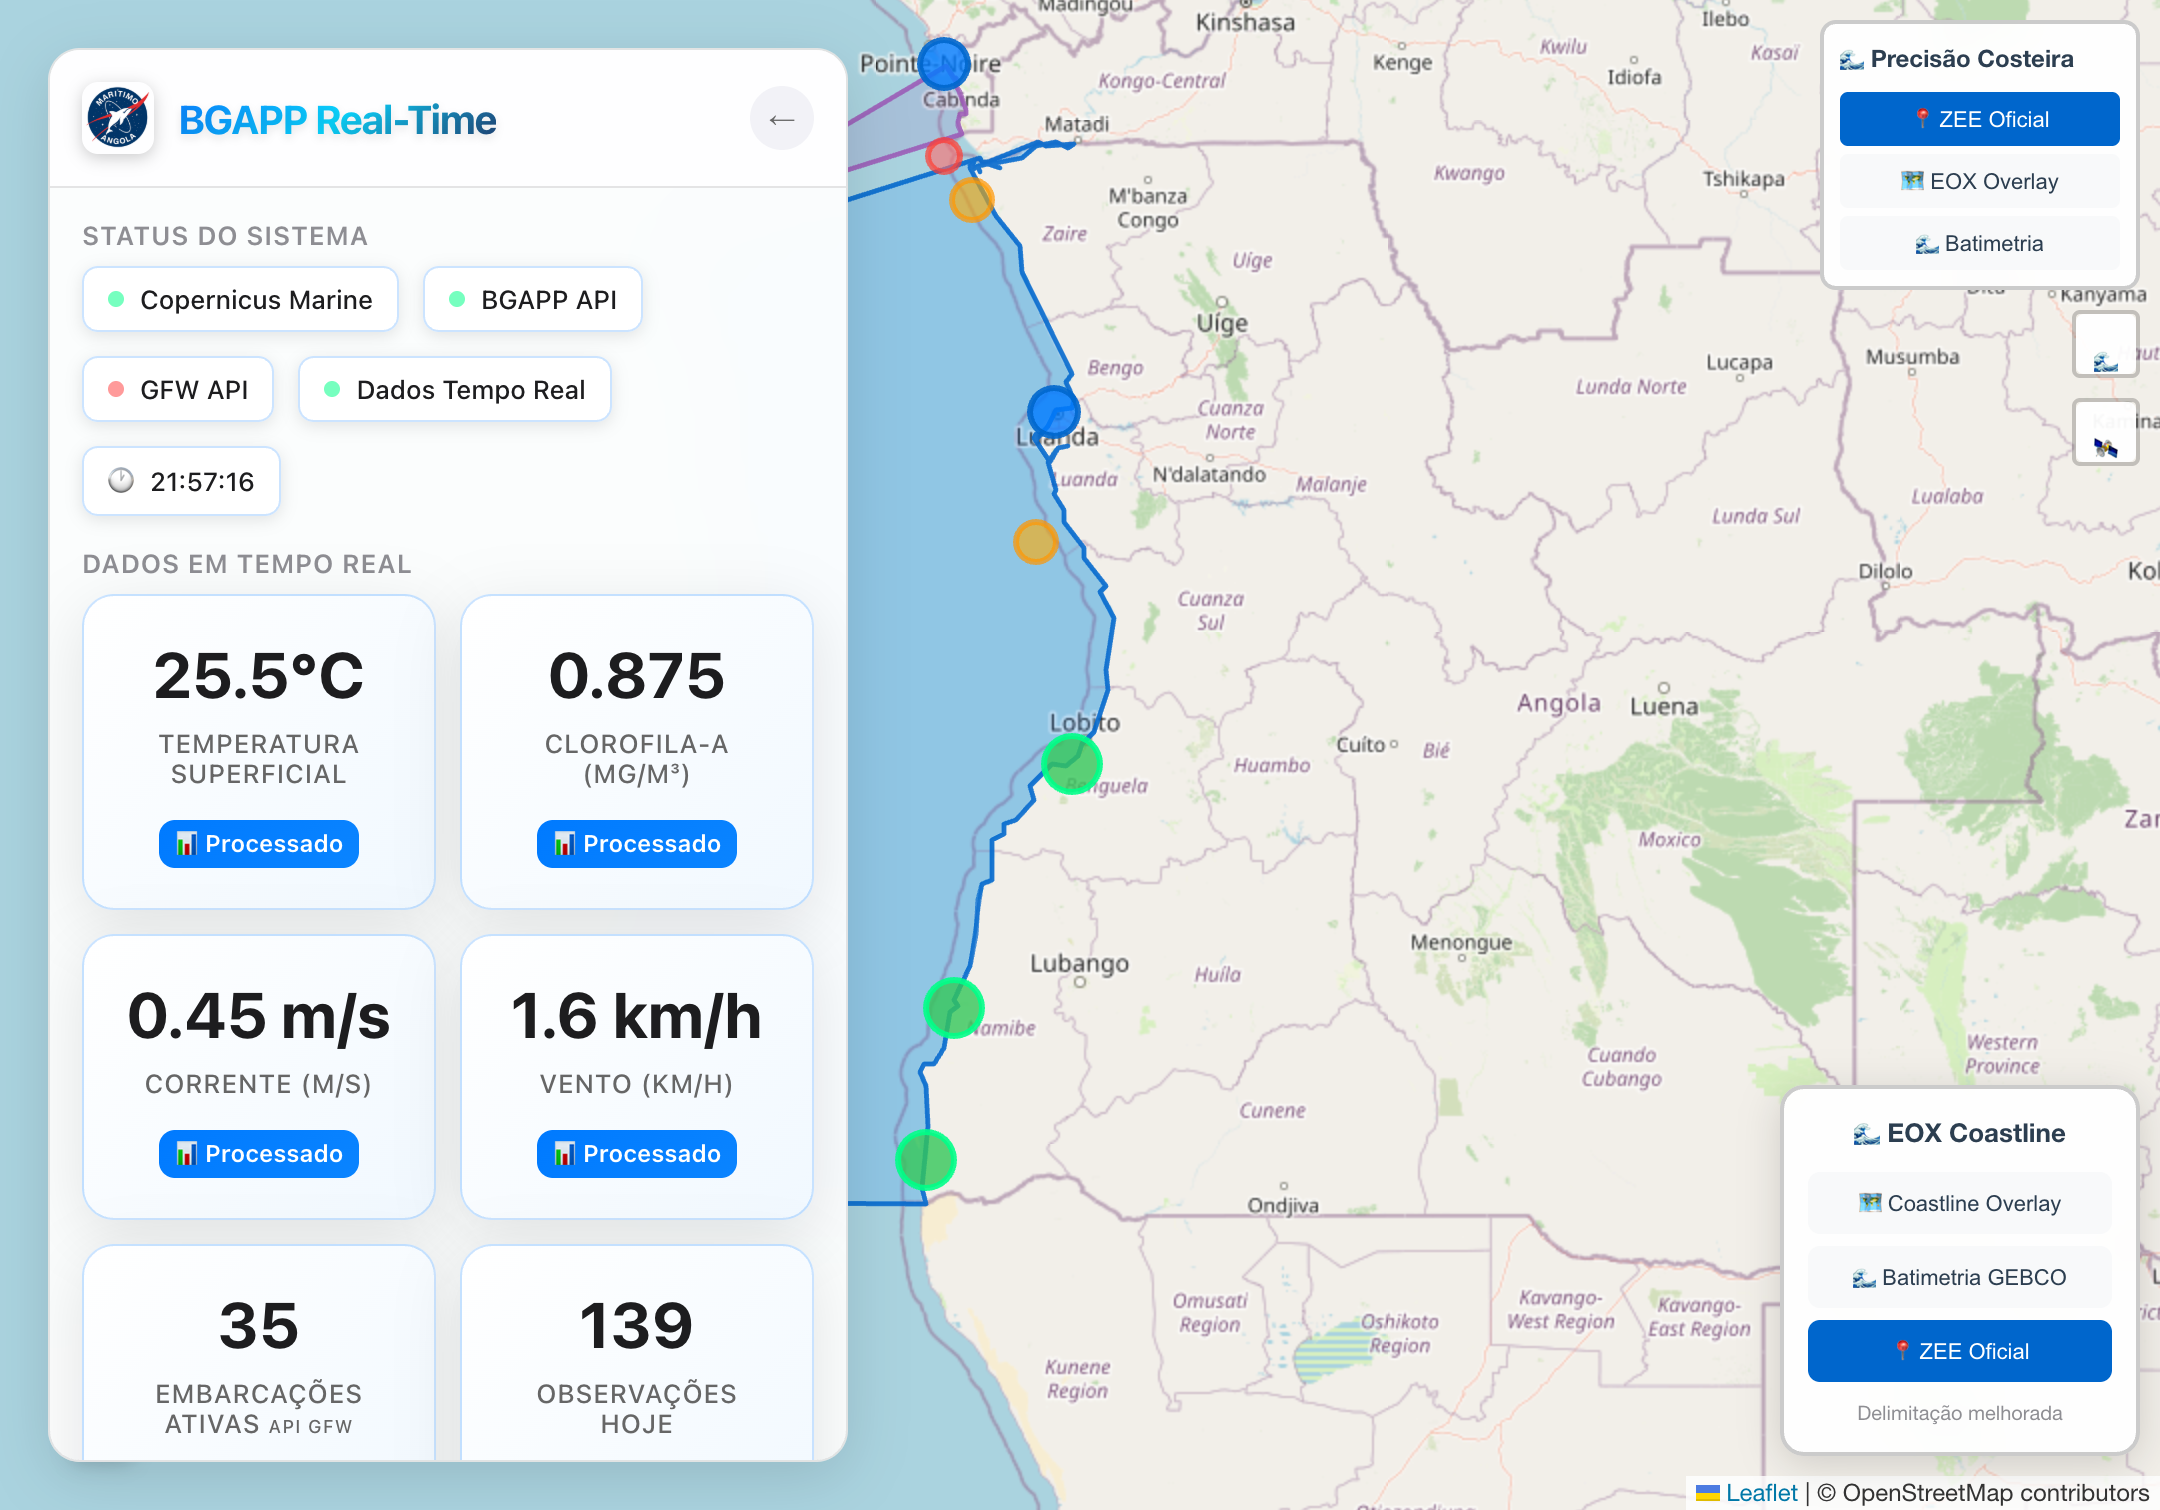 MARÍTIMO
ANGOLA
BGAPP Real-Time
←
STATUS DO SISTEMA
Copernicus Marine
BGAPP API
GFW API
Dados Tempo Real
21:57:16
DADOS EM TEMPO REAL
25.5°C
TEMPERATURA
SUPERFICIAL
Processado
0.875
CLOROFILA-A
(MG/M³)
Processado
0.45 m/s
CORRENTE (M/S)
Processado
1.6 km/h
VENTO (KM/H)
Processado
35
EMBARCAÇÕES
ATIVAS API GFW
139
OBSERVAÇÕES
HOJE
Madingou
Kinshasa
Ilebo
Pointe-Noire
Kenge
Kwilu
Kasaï
Idiofa
Kongo-Central
Cabinda
Matadi
Kwango
Tshikapa
M'banza
Congo
Zaire
Uíge
Uíge
Kanyama
Bengo
Lucapa
Musumba
Lunda Norte
Cuanza
Norte
Luanda
Luanda
N'dalatando
Malanje
Lualaba
Lunda Sul
Dilolo
Cuanza
Sul
Angola
Luena
Lobito
Cuíto
Bié
Huambo
Benguela
Moxico
Menongue
Lubango
Huíla
Namibe
Cuando
Cubango
Western
Province
Cunene
Ondjiva
Omusati
Region
Oshikoto
Region
Kavango-
West Region
Kavango-
East Region
Kunene
Region
Precisão Costeira
ZEE Oficial
EOX Overlay
Batimetria
EOX Coastline
Coastline Overlay
Batimetria GEBCO
ZEE Oficial
Delimitação melhorada
Leaflet | © OpenStreetMap contributors